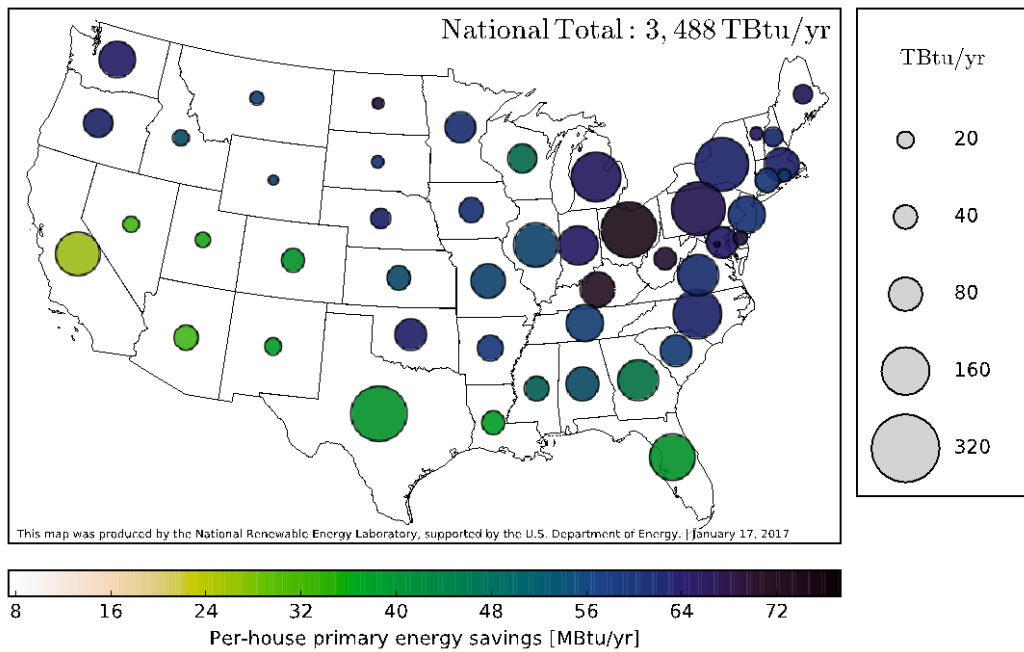 National Total: 3,488 TBtu/yr
TBtu/yr
20
40
80
160
320
This map was produced by the National Renewable Energy Laboratory, supported by the U.S. Department of Energy. | January 17, 2017
8 16 24 32 40 48 56 64 72
Per-house primary energy savings [MBtu/yr]